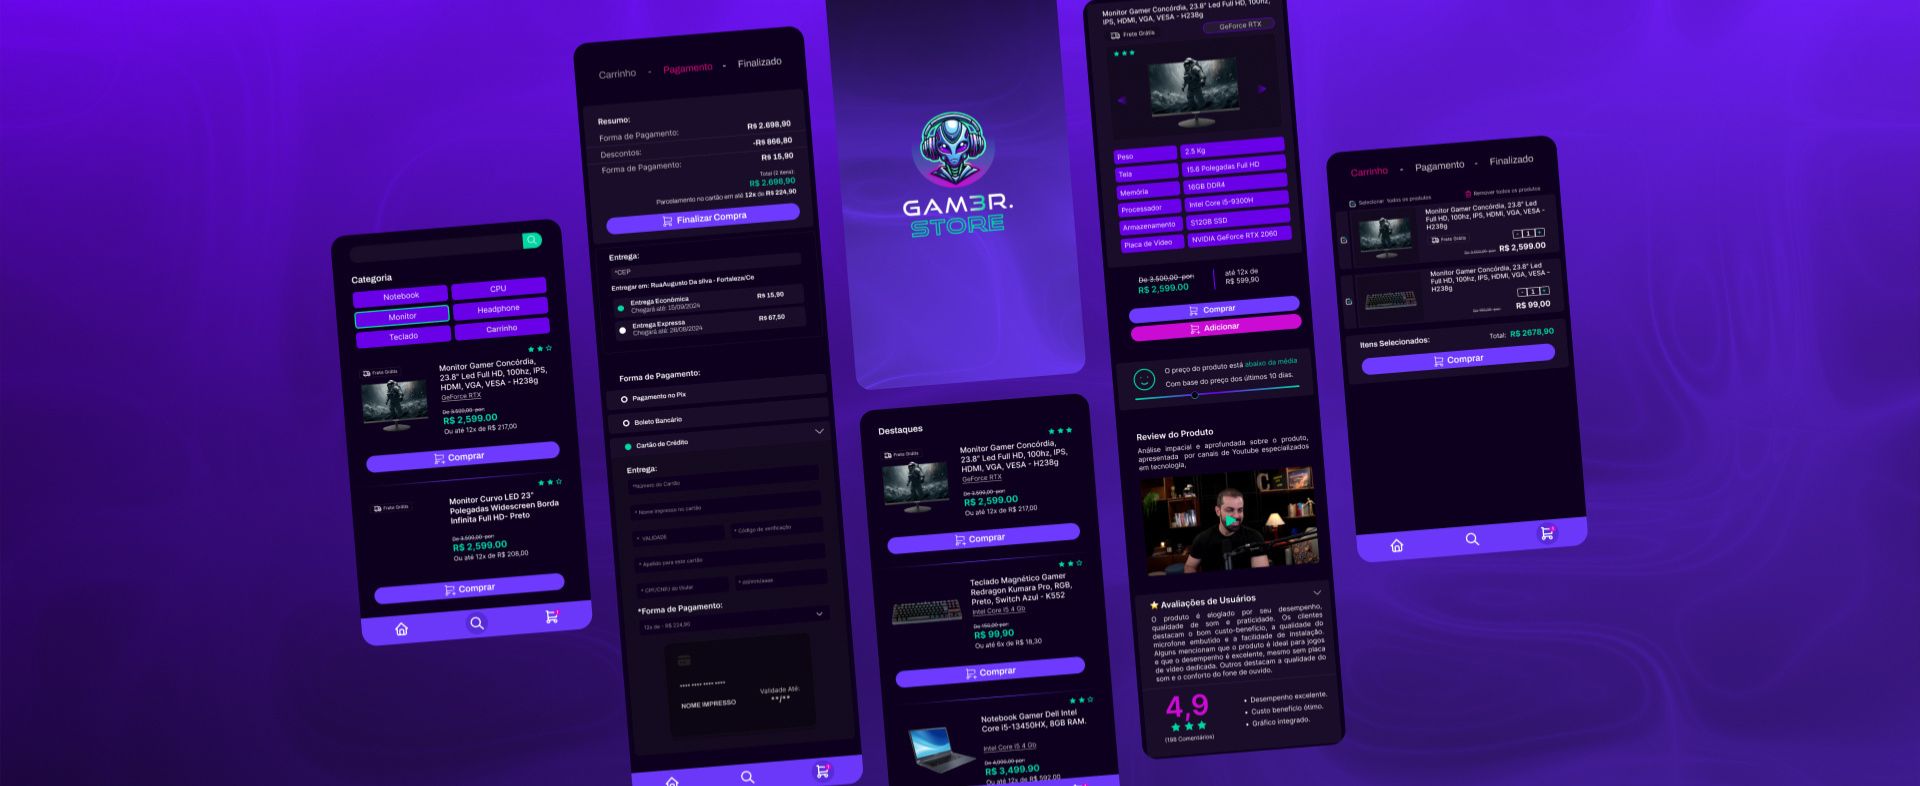 Categoria
Notebook
CPU
Monitor
Headphone
Teclado
Carrinho
Frete Grátis
Monitor Gamer Concórdia,
23.8" Led Full HD, 100hz, IPS,
HDMI, VGA, VESA - H238g
GeForce RTX
De 3.599,00 por:
R$ 2,599.00
Ou até 12x de R$ 217,00
Comprar
Frete Grátis
Monitor Curvo LED 23"
Polegadas Widescreen Borda
Infinita Full HD- Preto
De 3.599,00 por:
R$ 2,599.00
Ou até 12x de R$ 208,00
Comprar
Carrinho - Pagamento - Finalizado
Resumo:
Forma de Pagamento: R$ 2.698,90
Descontos: -R$ 866,80
Forma de Pagamento: R$ 15,90
Total (2 itens):
R$ 2.698,90
Parcelamento no cartão em até 12x de R$ 224,90
Finalizar Compra
Entrega:
*CEP
Entregar em: RuaAugusto Da silva - Fortaleza/Ce
Entrega Econômica R$ 15,90
Chegará até: 15/09/2024
Entrega Expressa R$ 67,50
Chegará até: 28/08/2024
Forma de Pagamento:
Pagamento no Pix
Boleto Bancário
Cartão de Crédito
Entrega:
*Número do Cartão
* Nome impresso no cartão
* VALIDADE
* Código de verificação
* Apelido para este cartão
* CPF/CNPJ do titular
* dd/mm/aaaa
*Forma de Pagamento:
12x de - R$ 224,90
**** **** **** ****
NOME IMPRESSO
Validade Até:
**/**
GAM3R.
STORE
Destaques
Frete Grátis
Monitor Gamer Concórdia,
23.8" Led Full HD, 100hz, IPS,
HDMI, VGA, VESA - H238g
GeForce RTX
De 3.599,00 por:
R$ 2,599.00
Ou até 12x de R$ 217,00
Comprar
Teclado Magnético Gamer
Redragon Kumara Pro, RGB,
Preto, Switch Azul - K552
Intel Core i5 4 Gb
De 150,00 por:
R$ 99,90
Ou até 6x de R$ 18,30
Comprar
Notebook Gamer Dell Intel
Core i5-13450HX, 8GB RAM.
Intel Core i5 4 Gb
De 4,000,00 por:
R$ 3,499.90
Ou até 12x de R$ 592,00
Monitor Gamer Concórdia, 23.8" Led Full HD, 100hz,
IPS, HDMI, VGA, VESA - H238g
Frete Grátis
GeForce RTX
Peso 2.5 Kg
Tela 15.6 Polegadas Full HD
Memória 16GB DDR4
Processador Intel Core i5-9300H
Armazenamento 512GB SSD
Placa de Vídeo NVIDIA GeForce RTX 2060
De 3.500,00 por:
R$ 2,599.00
até 12x de
R$ 599,90
Comprar
Adicionar
O preço do produto está abaixo da média
Com base do preço dos últimos 10 dias.
Review do Produto
Análise impacial e aprofundada sobre o produto,
apresentada por canais de Youtube especializados
em tecnologia,
Avaliações de Usuários
O produto é elogiado por seu desempenho,
qualidade de som e praticidade. Os clientes
destacam o bom custo-benefício, a qualidade do
microfone embutido e a facilidade de instalação.
Alguns mencionam que o produto é ideal para jogos
e que o desempenho é excelente, mesmo sem placa
de vídeo dedicada. Outros destacam a qualidade do
som e o conforto do fone de ouvido.
4,9
(198 Comentários)
• Desempenho excelente.
• Custo benefício ótimo.
• Gráfico integrado.
Carrinho - Pagamento - Finalizado
Remover todos os produtos
Selecionar todos os produtos
Monitor Gamer Concórdia, 23.8" Led
Full HD, 100hz, IPS, HDMI, VGA, VESA -
H238g
Frete Grátis
- 1 +
R$ 2,599.00
Monitor Gamer Concórdia, 23.8" Led
Full HD, 100hz, IPS, HDMI, VGA, VESA -
H238g
- 1 +
R$ 99,00
Itens Selecionados:
Total: R$ 2678,90
Comprar